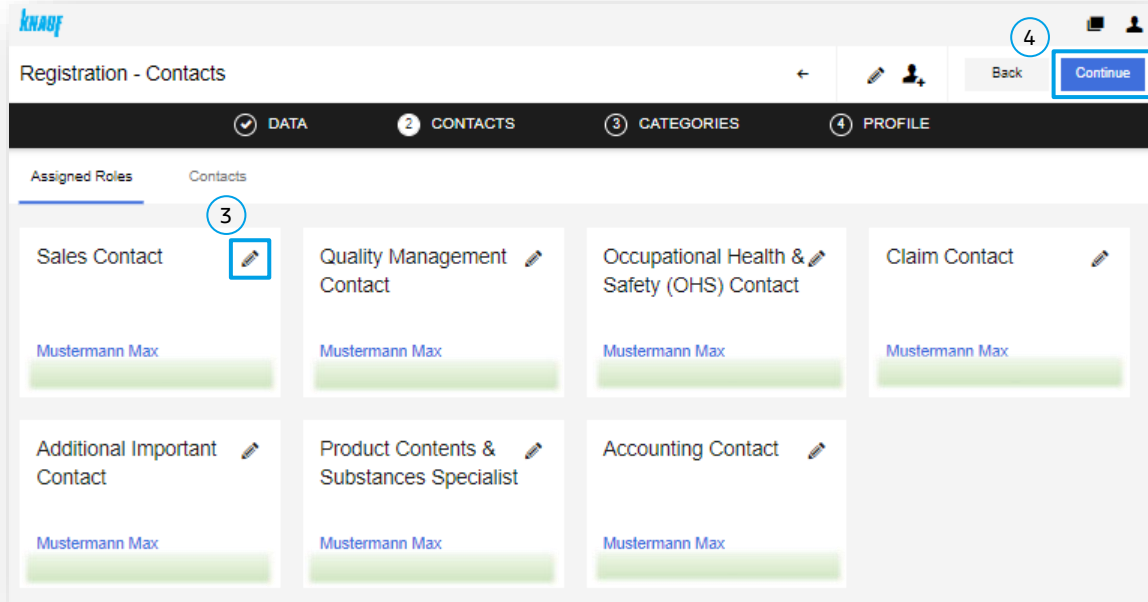 KNAUF
4
Registration - Contacts
Back
Continue
DATA
2 CONTACTS
3 CATEGORIES
4 PROFILE
Assigned Roles
Contacts
3
Sales Contact
Mustermann Max
Quality Management
Contact
Mustermann Max
Occupational Health &
Safety (OHS) Contact
Mustermann Max
Claim Contact
Mustermann Max
Additional Important
Contact
Mustermann Max
Product Contents &
Substances Specialist
Mustermann Max
Accounting Contact
Mustermann Max